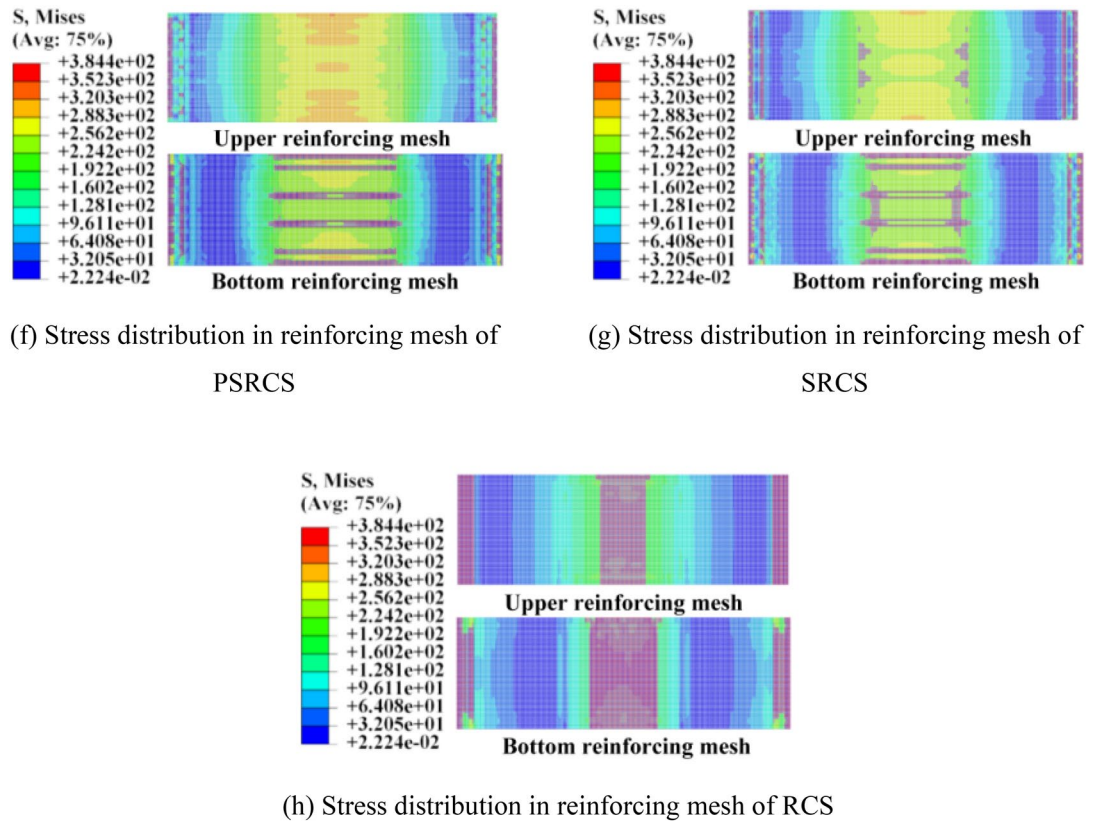 S, Mises
(Avg: 75%)
+3.844e+02
+3.523e+02
+3.203e+02
+2.883e+02
+2.562e+02
+2.242e+02
+1.922e+02
+1.602e+02
+1.281e+02
+9.611e+01
+6.408e+01
+3.205e+01
+2.224e-02
Upper reinforcing mesh
Bottom reinforcing mesh
(f) Stress distribution in reinforcing mesh of
PSRCS
S, Mises
(Avg: 75%)
+3.844e+02
+3.523e+02
+3.203e+02
+2.883e+02
+2.562e+02
+2.242e+02
+1.922e+02
+1.602e+02
+1.281e+02
+9.611e+01
+6.408e+01
+3.205e+01
+2.224e-02
Upper reinforcing mesh
Bottom reinforcing mesh
(g) Stress distribution in reinforcing mesh of
SRCS
S, Mises
(Avg: 75%)
+3.844e+02
+3.523e+02
+3.203e+02
+2.883e+02
+2.562e+02
+2.242e+02
+1.922e+02
+1.602e+02
+1.281e+02
+9.611e+01
+6.408e+01
+3.205e+01
+2.224e-02
Upper reinforcing mesh
Bottom reinforcing mesh
(h) Stress distribution in reinforcing mesh of RCS